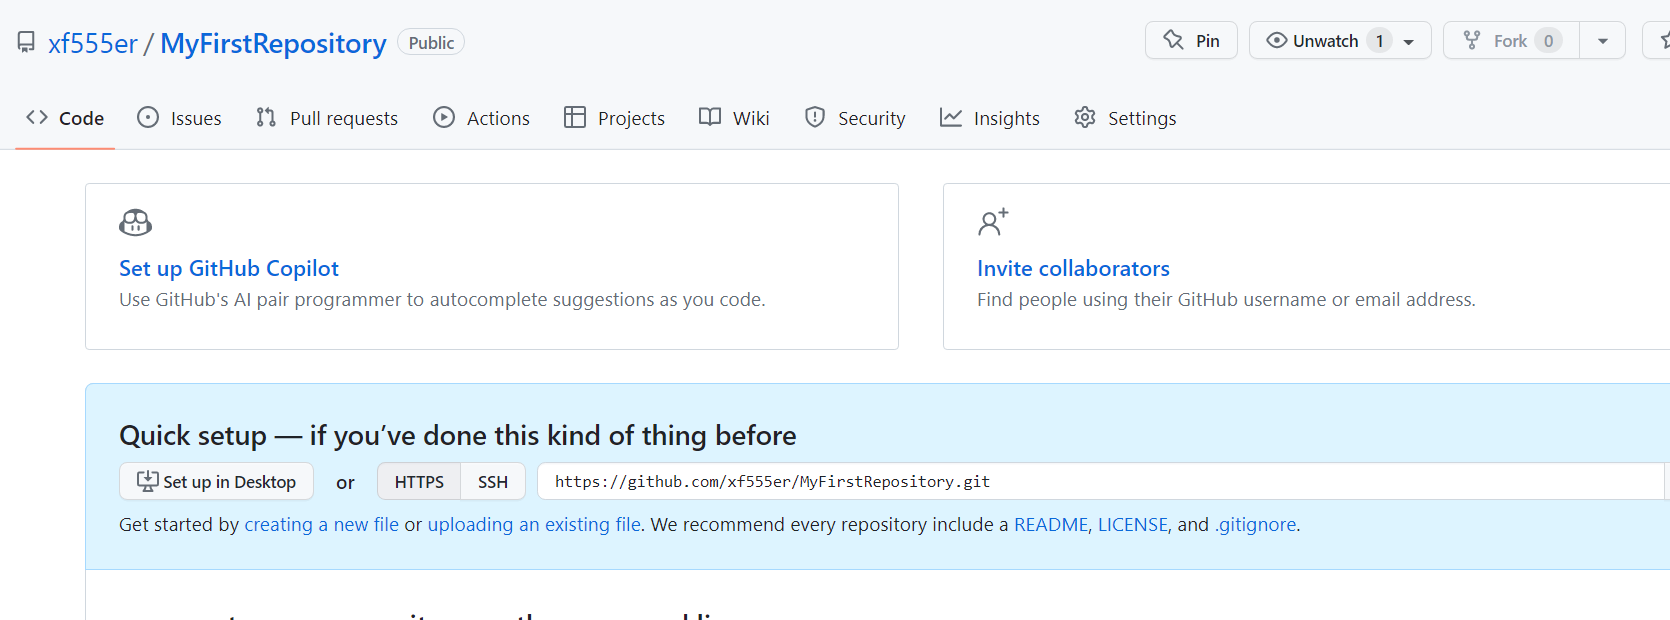 xf555er / MyFirstRepository Public Pin Unwatch 1 Fork 0
Code Issues Pull requests Actions Projects Wiki Security Insights Settings
Set up GitHub Copilot
Use GitHub's AI pair programmer to autocomplete suggestions as you code.
Invite collaborators
Find people using their GitHub username or email address.
Quick setup — if you’ve done this kind of thing before
Set up in Desktop or HTTPS SSH https://github.com/xf555er/MyFirstRepository.git
Get started by creating a new file or uploading an existing file. We recommend every repository include a README, LICENSE, and .gitignore.